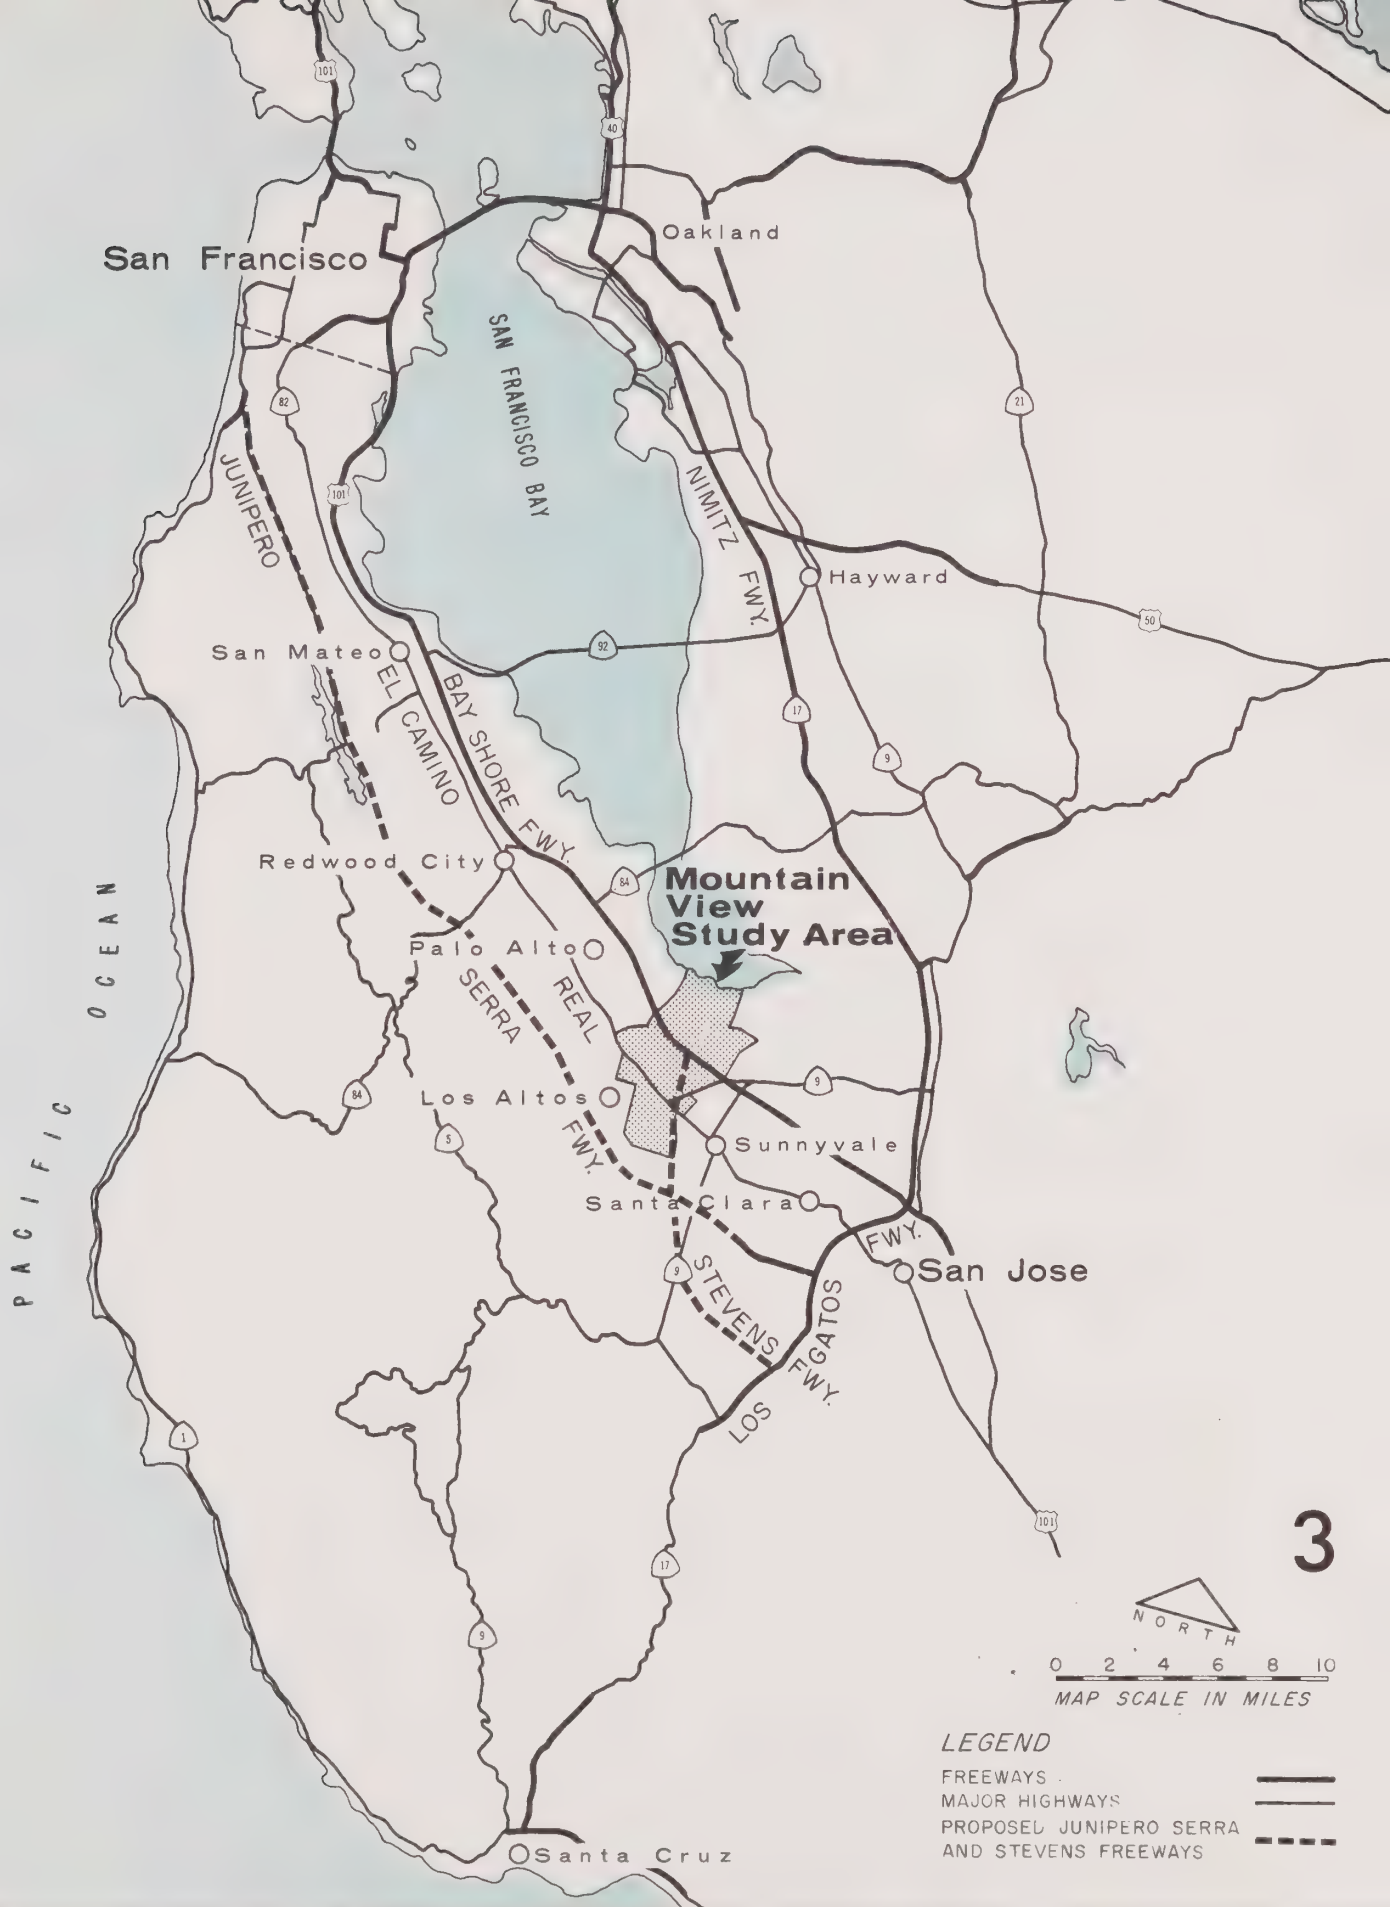 101
40
Oakland
San Francisco
SAN FRANCISCO BAY
82
21
JUNIPERO
101
NIMITZ FWY.
Hayward
50
San Mateo
92
EL CAMINO REAL
BAY SHORE FWY.
17
9
Redwood City
84
Mountain
View
Study Area
PACIFIC OCEAN
Palo Alto
SERRA FWY.
9
84
Los Altos
5
Sunnyvale
Santa Clara
FWY.
San Jose
9
STEVENS FWY.
LOS GATOS
1
101
17
9
3
NORTH
0 2 4 6 8 10
MAP SCALE IN MILES
LEGEND
FREEWAYS
MAJOR HIGHWAYS
PROPOSED JUNIPERO SERRA
AND STEVENS FREEWAYS
Santa Cruz